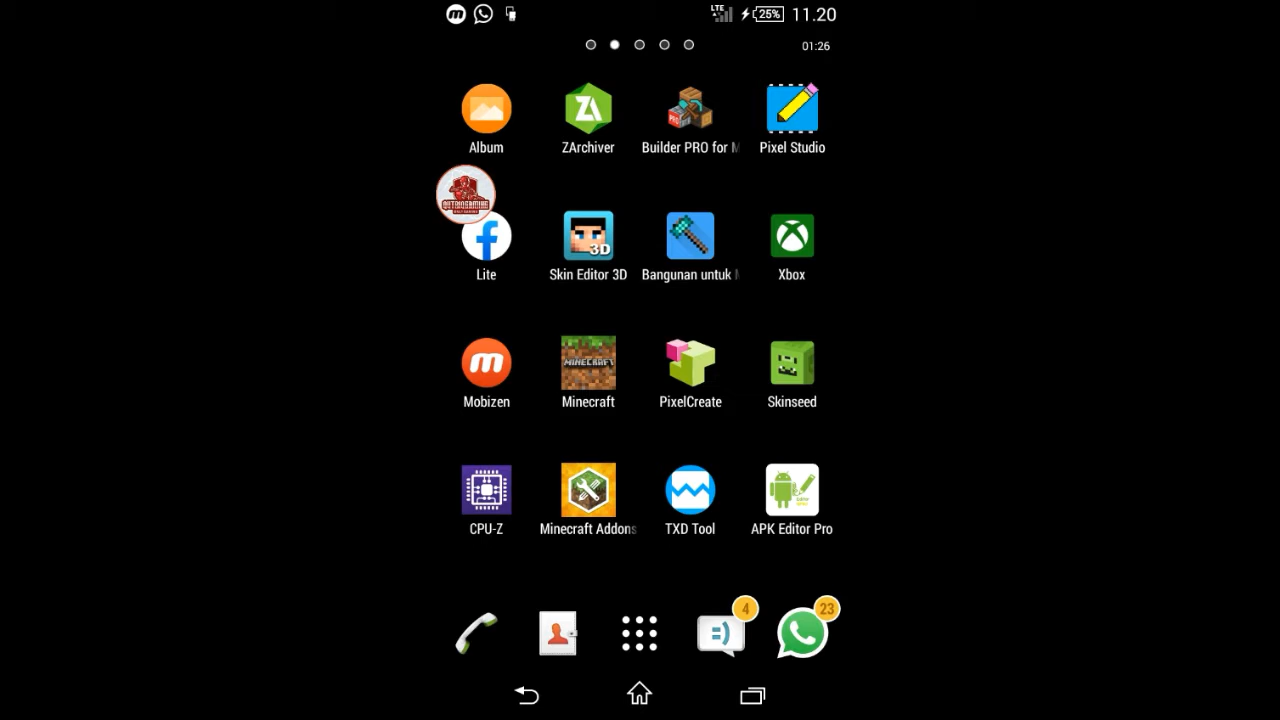 LTE 25% 11.20
01:26
Album ZArchiver Builder PRO for M Pixel Studio
Lite Skin Editor 3D Bangunan untuk Xbox
Mobizen Minecraft PixelCreate Skinseed
CPU-Z Minecraft Addons TXD Tool APK Editor Pro
4 23